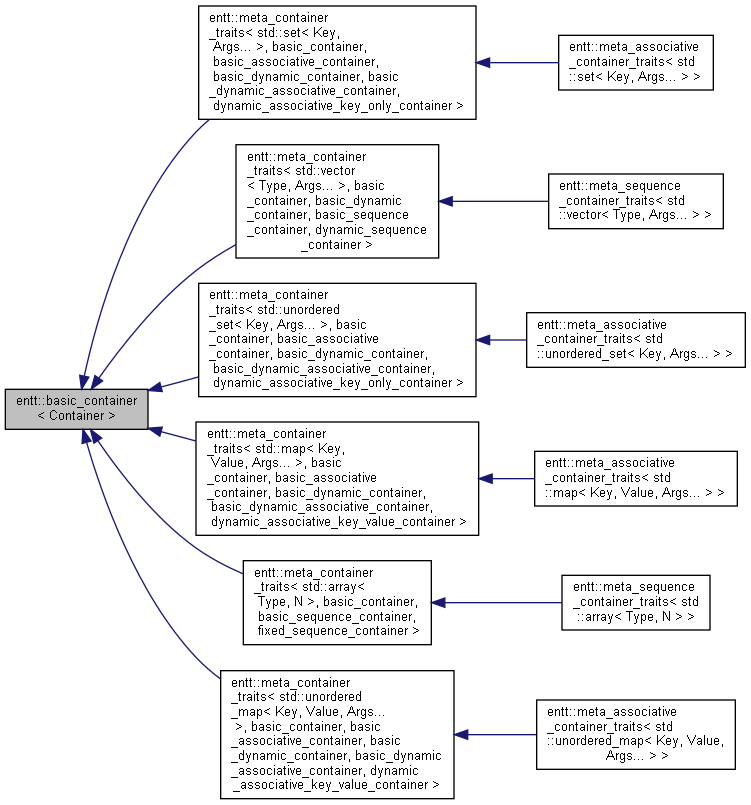 entt::meta_container
_traits< std::set< Key,
Args... >, basic_container,
basic_associative_container,
basic_dynamic_container, basic
_dynamic_associative_container,
dynamic_associative_key_only_container >
entt::meta_associative
_container_traits< std
::set< Key, Args... > >
entt::meta_container
_traits< std::vector
< Type, Args... >, basic
_container, basic_dynamic
_container, basic_sequence
_container, dynamic_sequence
_container >
entt::meta_sequence
_container_traits< std
::vector< Type, Args... > >
entt::meta_container
_traits< std::unordered
_set< Key, Args... >, basic
_container, basic_associative
_container, basic_dynamic_container,
basic_dynamic_associative_container,
dynamic_associative_key_only_container >
entt::meta_associative
_container_traits< std
::unordered_set< Key, Args... > >
entt::basic_container
< Container >
entt::meta_container
_traits< std::map< Key,
Value, Args... >, basic
_container, basic_associative
_container, basic_dynamic_container,
basic_dynamic_associative_container,
dynamic_associative_key_value_container >
entt::meta_associative
_container_traits< std
::map< Key, Value, Args... > >
entt::meta_container
_traits< std::array<
Type, N >, basic_container,
basic_sequence_container,
fixed_sequence_container >
entt::meta_sequence
_container_traits< std
::array< Type, N > >
entt::meta_container
_traits< std::unordered
_map< Key, Value, Args...
>, basic_container, basic
_associative_container, basic
_dynamic_container, basic_dynamic
_associative_container, dynamic
_associative_key_value_container >
entt::meta_associative
_container_traits< std
::unordered_map< Key, Value,
Args... > >